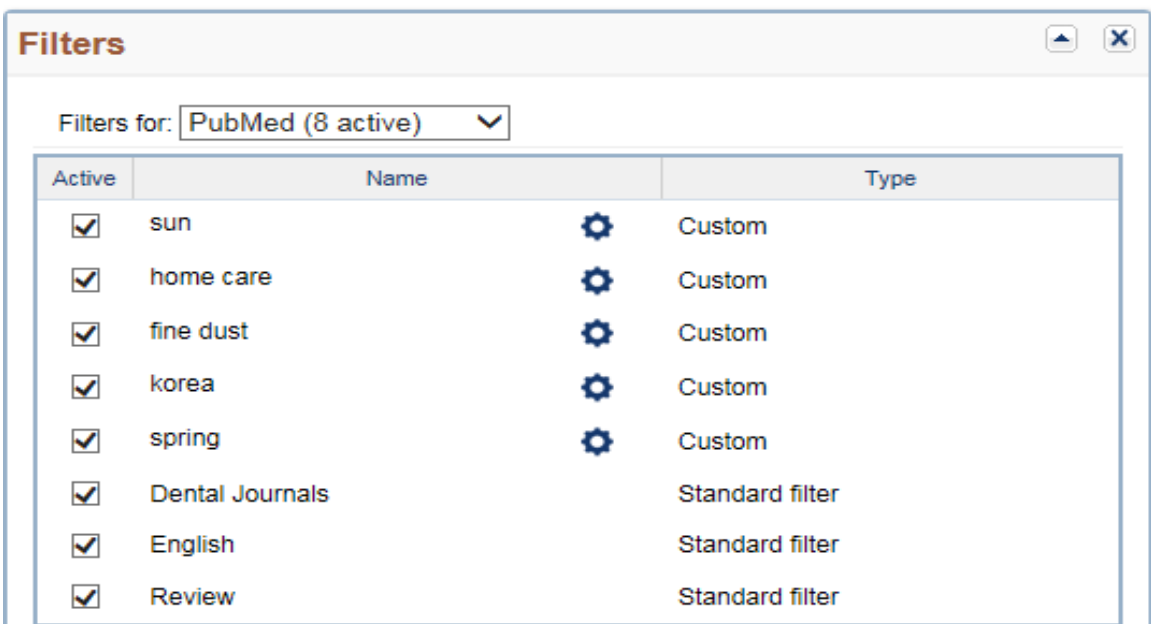 Filters
Filters for: PubMed (8 active)
Active Name Type
sun Custom
home care Custom
fine dust Custom
korea Custom
spring Custom
Dental Journals Standard filter
English Standard filter
Review Standard filter